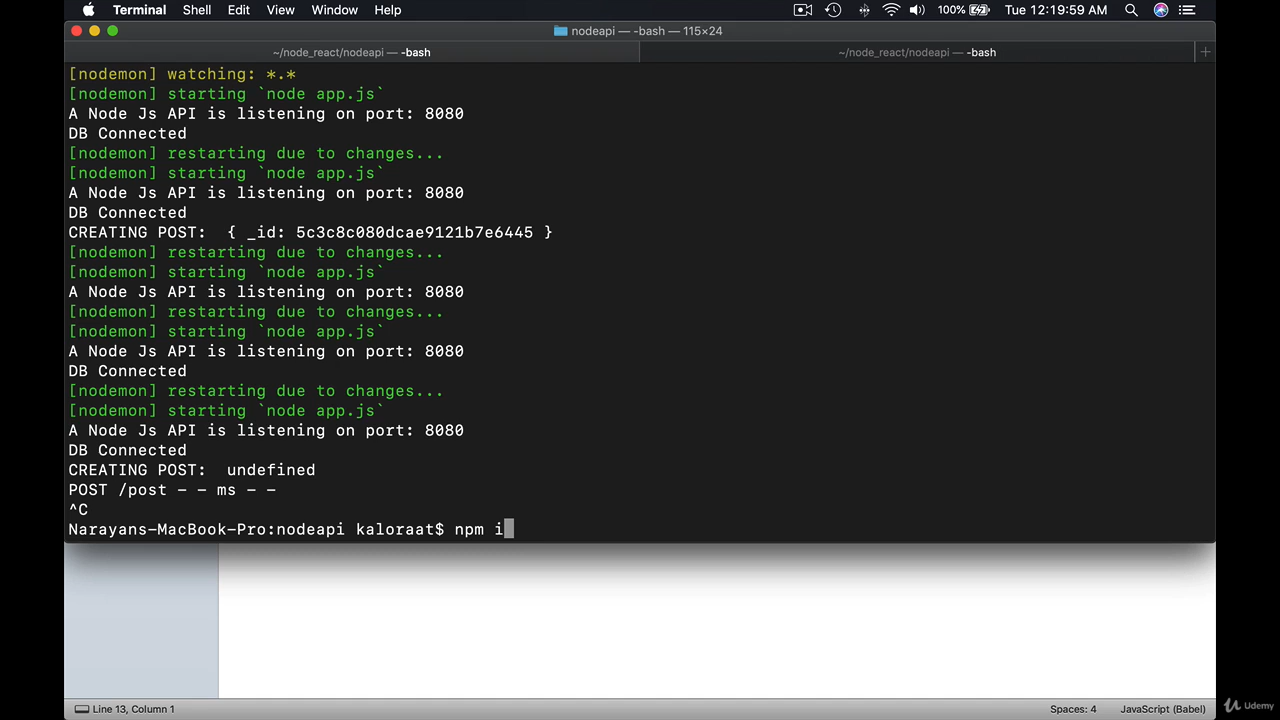 Terminal Shell Edit View Window Help 100% Tue 12:19:59 AM
nodeapi — -bash — 115×24
~/node_react/nodeapi — -bash ~/node_react/nodeapi — -bash +
[nodemon] watching: *.*
[nodemon] starting `node app.js`
A Node Js API is listening on port: 8080
DB Connected
[nodemon] restarting due to changes...
[nodemon] starting `node app.js`
A Node Js API is listening on port: 8080
DB Connected
CREATING POST:  { _id: 5c3c8c080dcae9121b7e6445 }
[nodemon] restarting due to changes...
[nodemon] starting `node app.js`
A Node Js API is listening on port: 8080
[nodemon] restarting due to changes...
[nodemon] starting `node app.js`
A Node Js API is listening on port: 8080
DB Connected
[nodemon] restarting due to changes...
[nodemon] starting `node app.js`
A Node Js API is listening on port: 8080
DB Connected
CREATING POST:  undefined
POST /post - - ms - -
^C
Narayans-MacBook-Pro:nodeapi kaloraat$ npm i
Line 13, Column 1 Spaces: 4 JavaScript (Babel)
Udemy